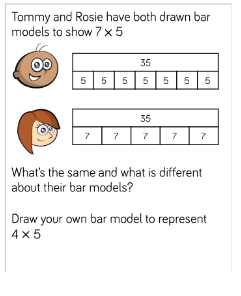 Tommy and Rosie have both drawn bar
models to show 7 × 5
35
5 5 5 5 5 5 5
35
7 7 7 7 7
What's the same and what is different
about their bar models?
Draw your own bar model to represent
4 × 5